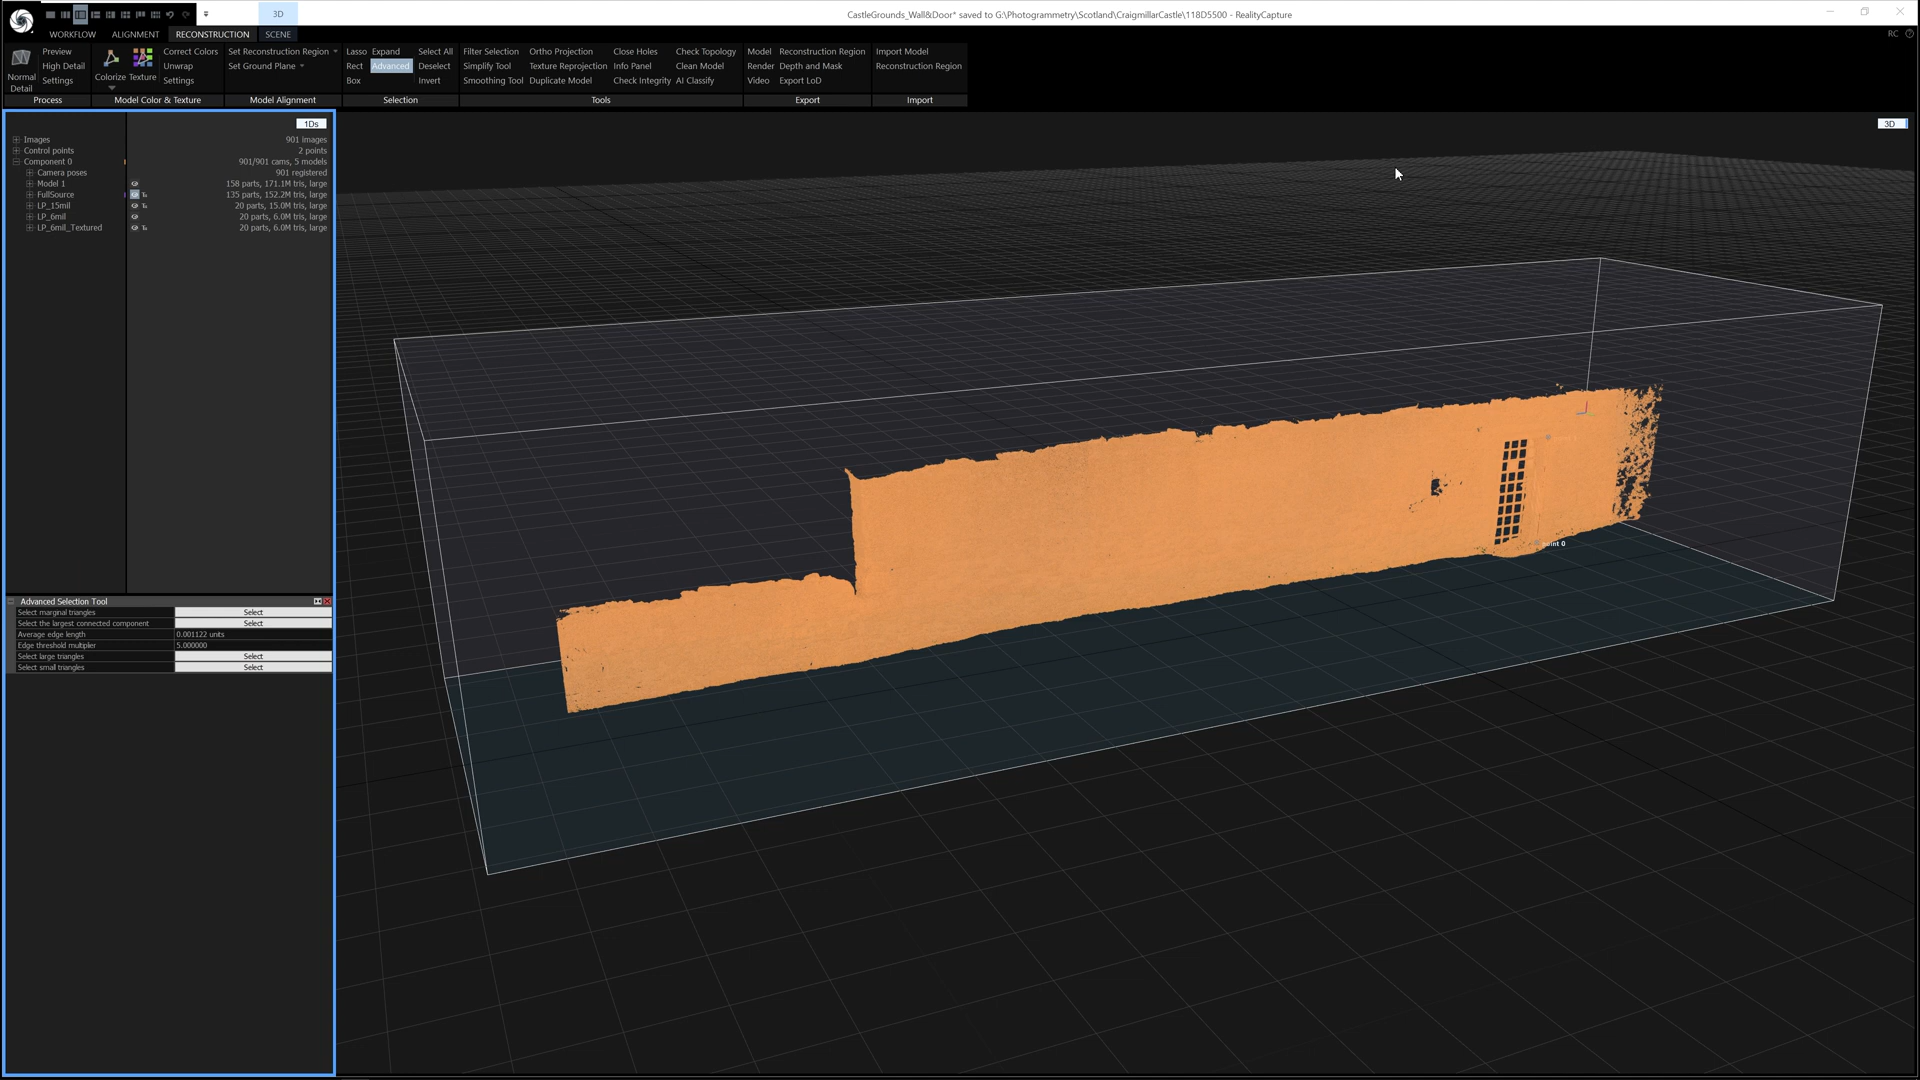 3D
CastleGrounds_Wall&Door* saved to G:\Photogrammetry\Scotland\CraigmillarCastle\118D5500 - RealityCapture
WORKFLOW ALIGNMENT RECONSTRUCTION SCENE
RC
Normal Detail
Preview
High Detail
Settings
Process
Colorize Texture
Correct Colors
Unwrap
Settings
Model Color & Texture
Set Reconstruction Region
Set Ground Plane
Model Alignment
Lasso Expand Select All
Rect Advanced Deselect
Box Invert
Selection
Filter Selection Ortho Projection Close Holes Check Topology
Simplify Tool Texture Reprojection Info Panel Clean Model
Smoothing Tool Duplicate Model Check Integrity AI Classify
Tools
Model Reconstruction Region
Render Depth and Mask
Video Export LoD
Export
Import Model
Reconstruction Region
Import
1Ds
3D
Images 901 images
Control points 2 points
Component 0 901/901 cams, 5 models
Camera poses 901 registered
Model 1 158 parts, 171.1M tris, large
FullSource 135 parts, 152.2M tris, large
LP_15mil 20 parts, 15.0M tris, large
LP_6mil 20 parts, 6.0M tris, large
LP_6mil_Textured 20 parts, 6.0M tris, large
point 0
Advanced Selection Tool
Select marginal triangles Select
Select the largest connected component Select
Average edge length 0.001122 units
Edge threshold multiplier 5.000000
Select large triangles Select
Select small triangles Select